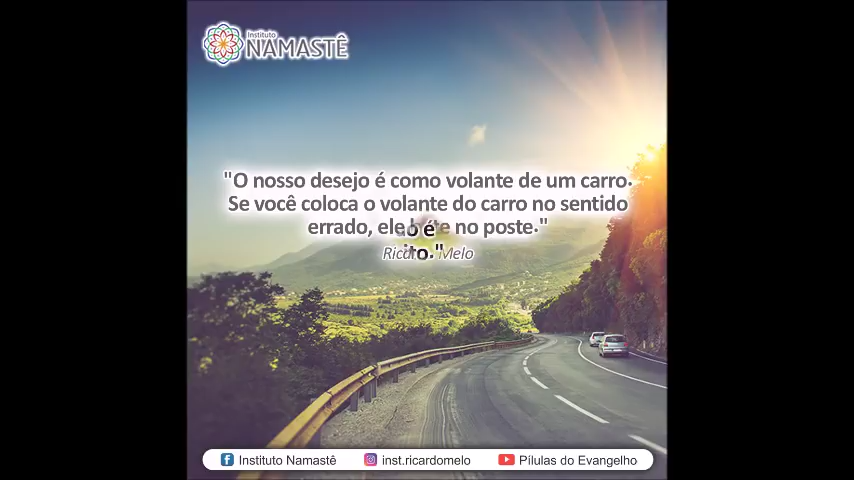 Instituto
NAMASTÊ
"O nosso desejo é como volante de um carro.
Se você coloca o volante do carro no sentido
errado, ele no poste."
Melo
Instituto Namastê
inst.ricardomelo
Pílulas do Evangelho